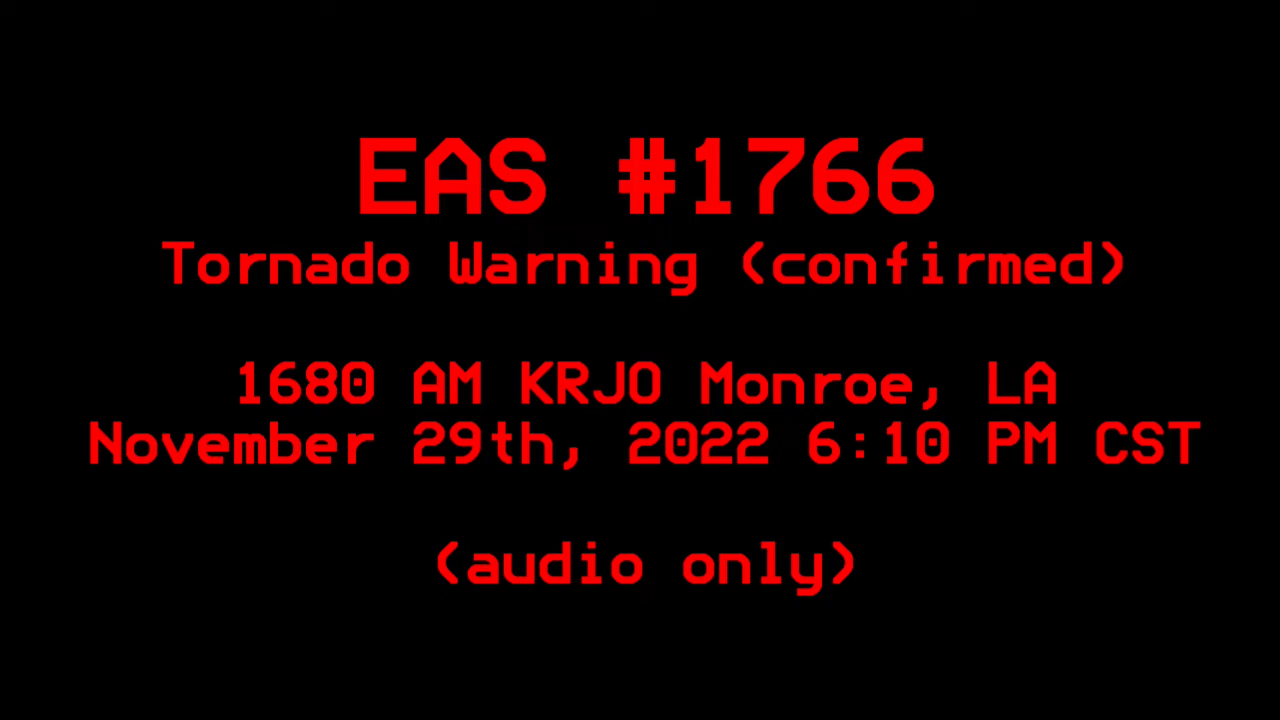 EAS #1766
Tornado Warning (confirmed)
1680 AM KRJO Monroe, LA
November 29th, 2022 6:10 PM CST
(audio only)